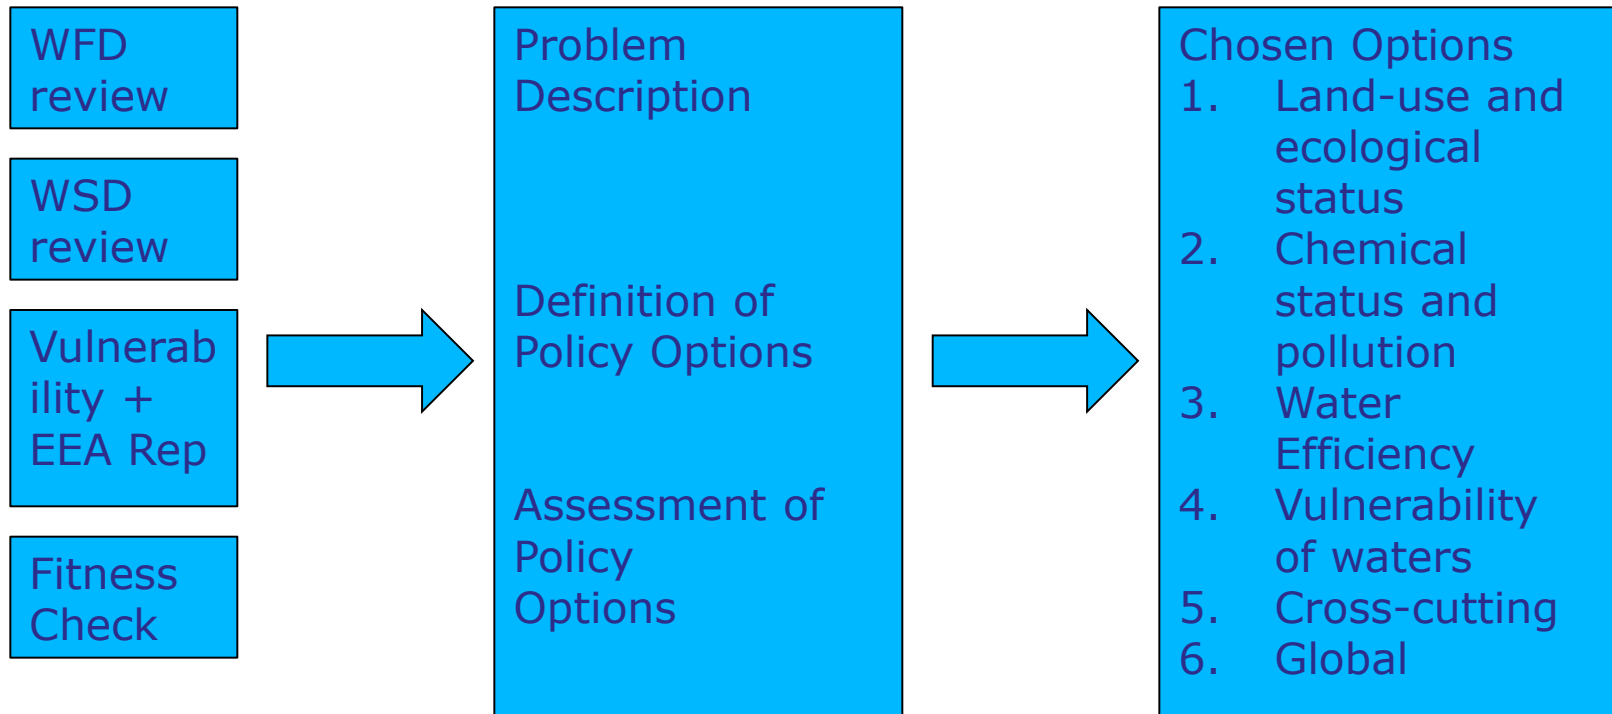 WFD
review
WSD
review
Vulnerab
ility +
EEA Rep
Fitness
Check
Problem
Description
Definition of
Policy Options
Assessment of
Policy
Options
Chosen Options
1. Land-use and
ecological
status
2. Chemical
status and
pollution
3. Water
Efficiency
4. Vulnerability
of waters
5. Cross-cutting
6. Global